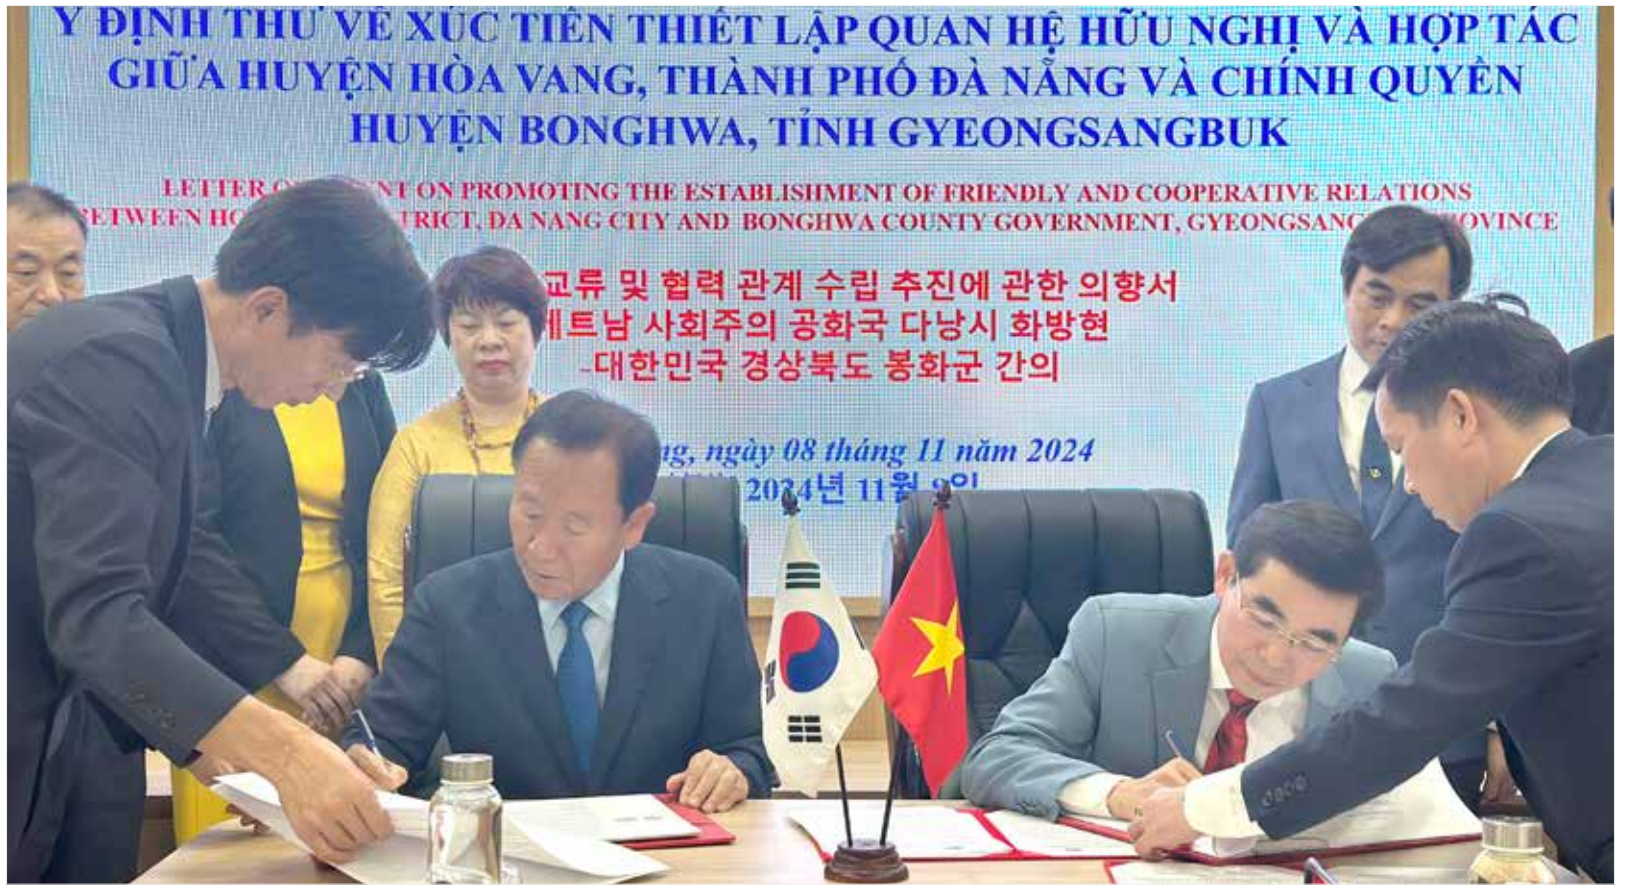 Ý ĐỊNH THƯ VỀ XÚC TIẾN THIẾT LẬP QUAN HỆ HỮU NGHỊ VÀ HỢP TÁC
GIỮA HUYỆN HÒA VANG, THÀNH PHỐ ĐÀ NẴNG VÀ CHÍNH QUYỀN
HUYỆN BONGHWA, TỈNH GYEONGSANGBUK
LETTER ON PROMOTING THE ESTABLISHMENT OF FRIENDLY AND COOPERATIVE RELATIONS
BETWEEN DISTRICT, DA NANG CITY AND BONGHWA COUNTY GOVERNMENT, PROVINCE
교류 및 협력 관계 수립 추진에 관한 의향서
베트남 사회주의 공화국 다낭시 화방현
-대한민국 경상북도 봉화군 간의
ngày 08 tháng 11 năm 2024
2024년 11월